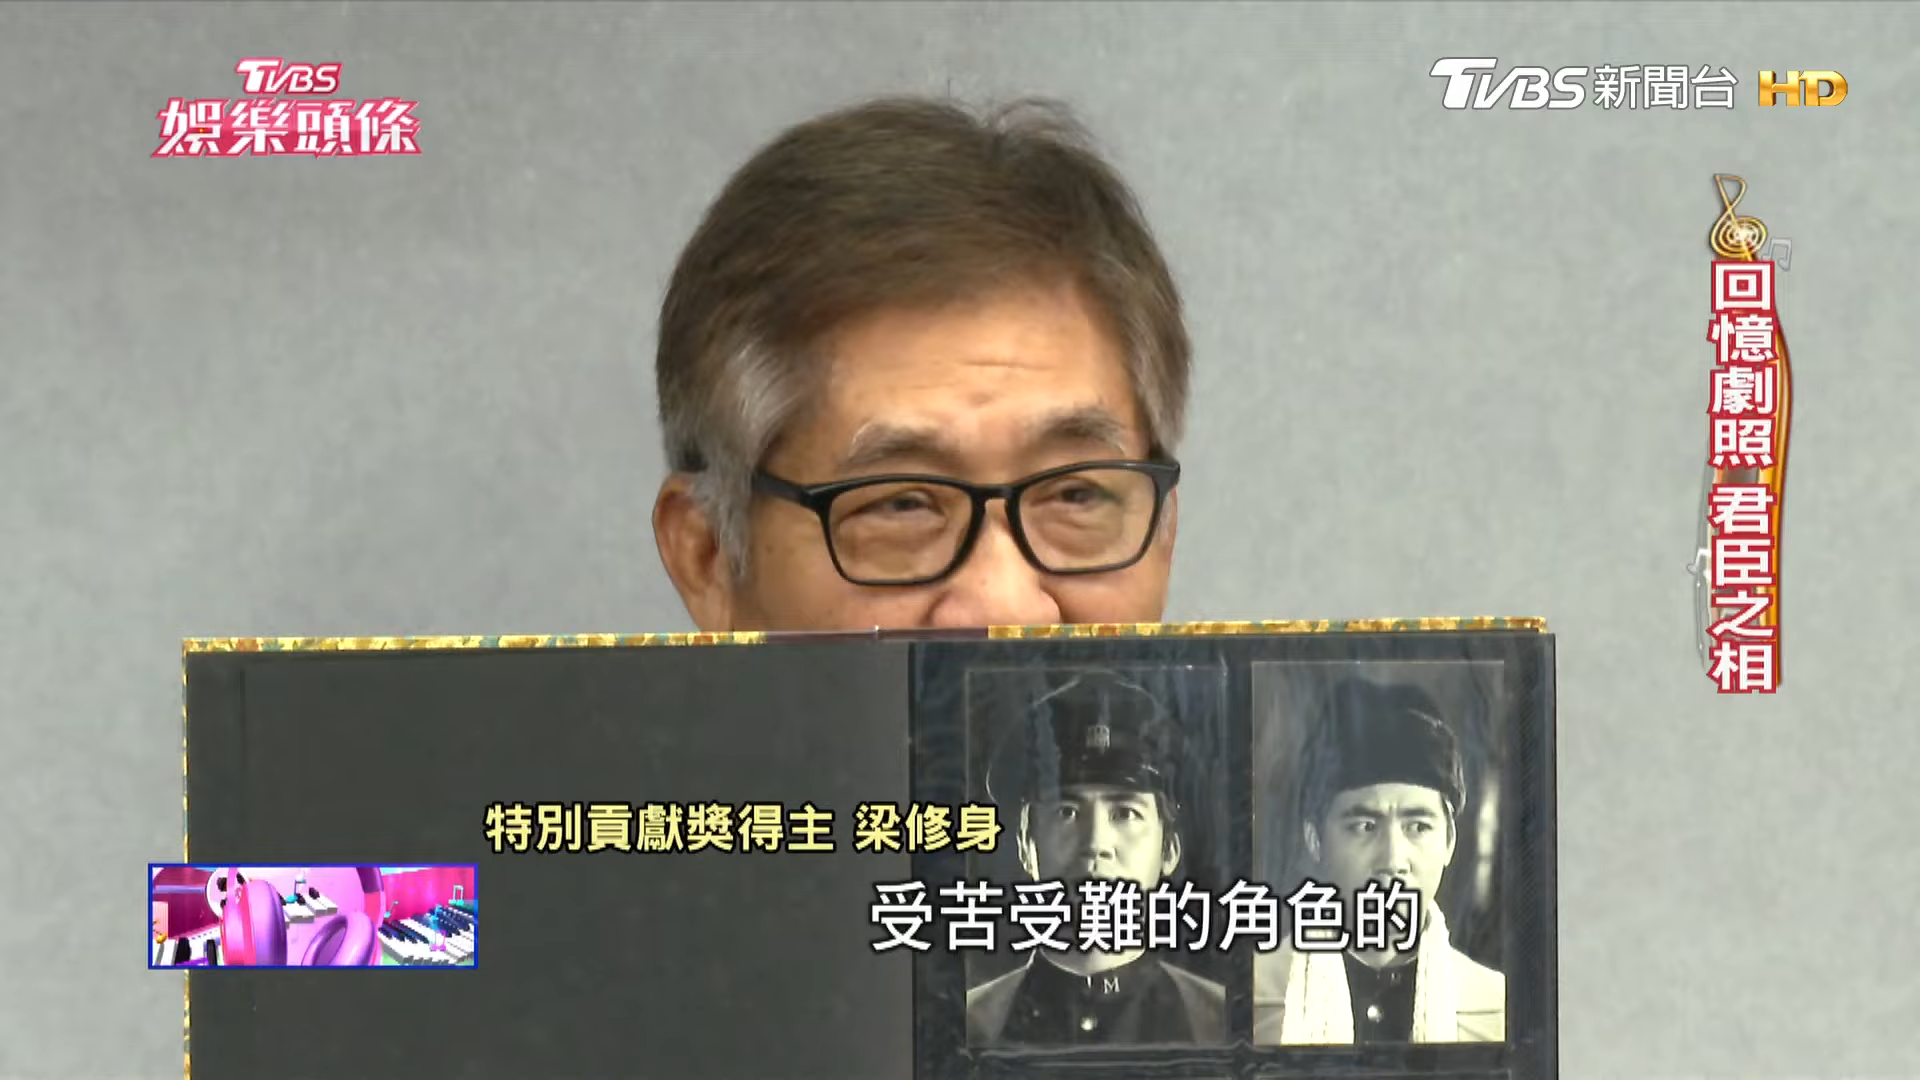 TVBS
娛樂頭條
TVBS新聞台 HD
回憶劇照 君臣之相
特別貢獻獎得主 梁修身
受苦受難的角色的
M